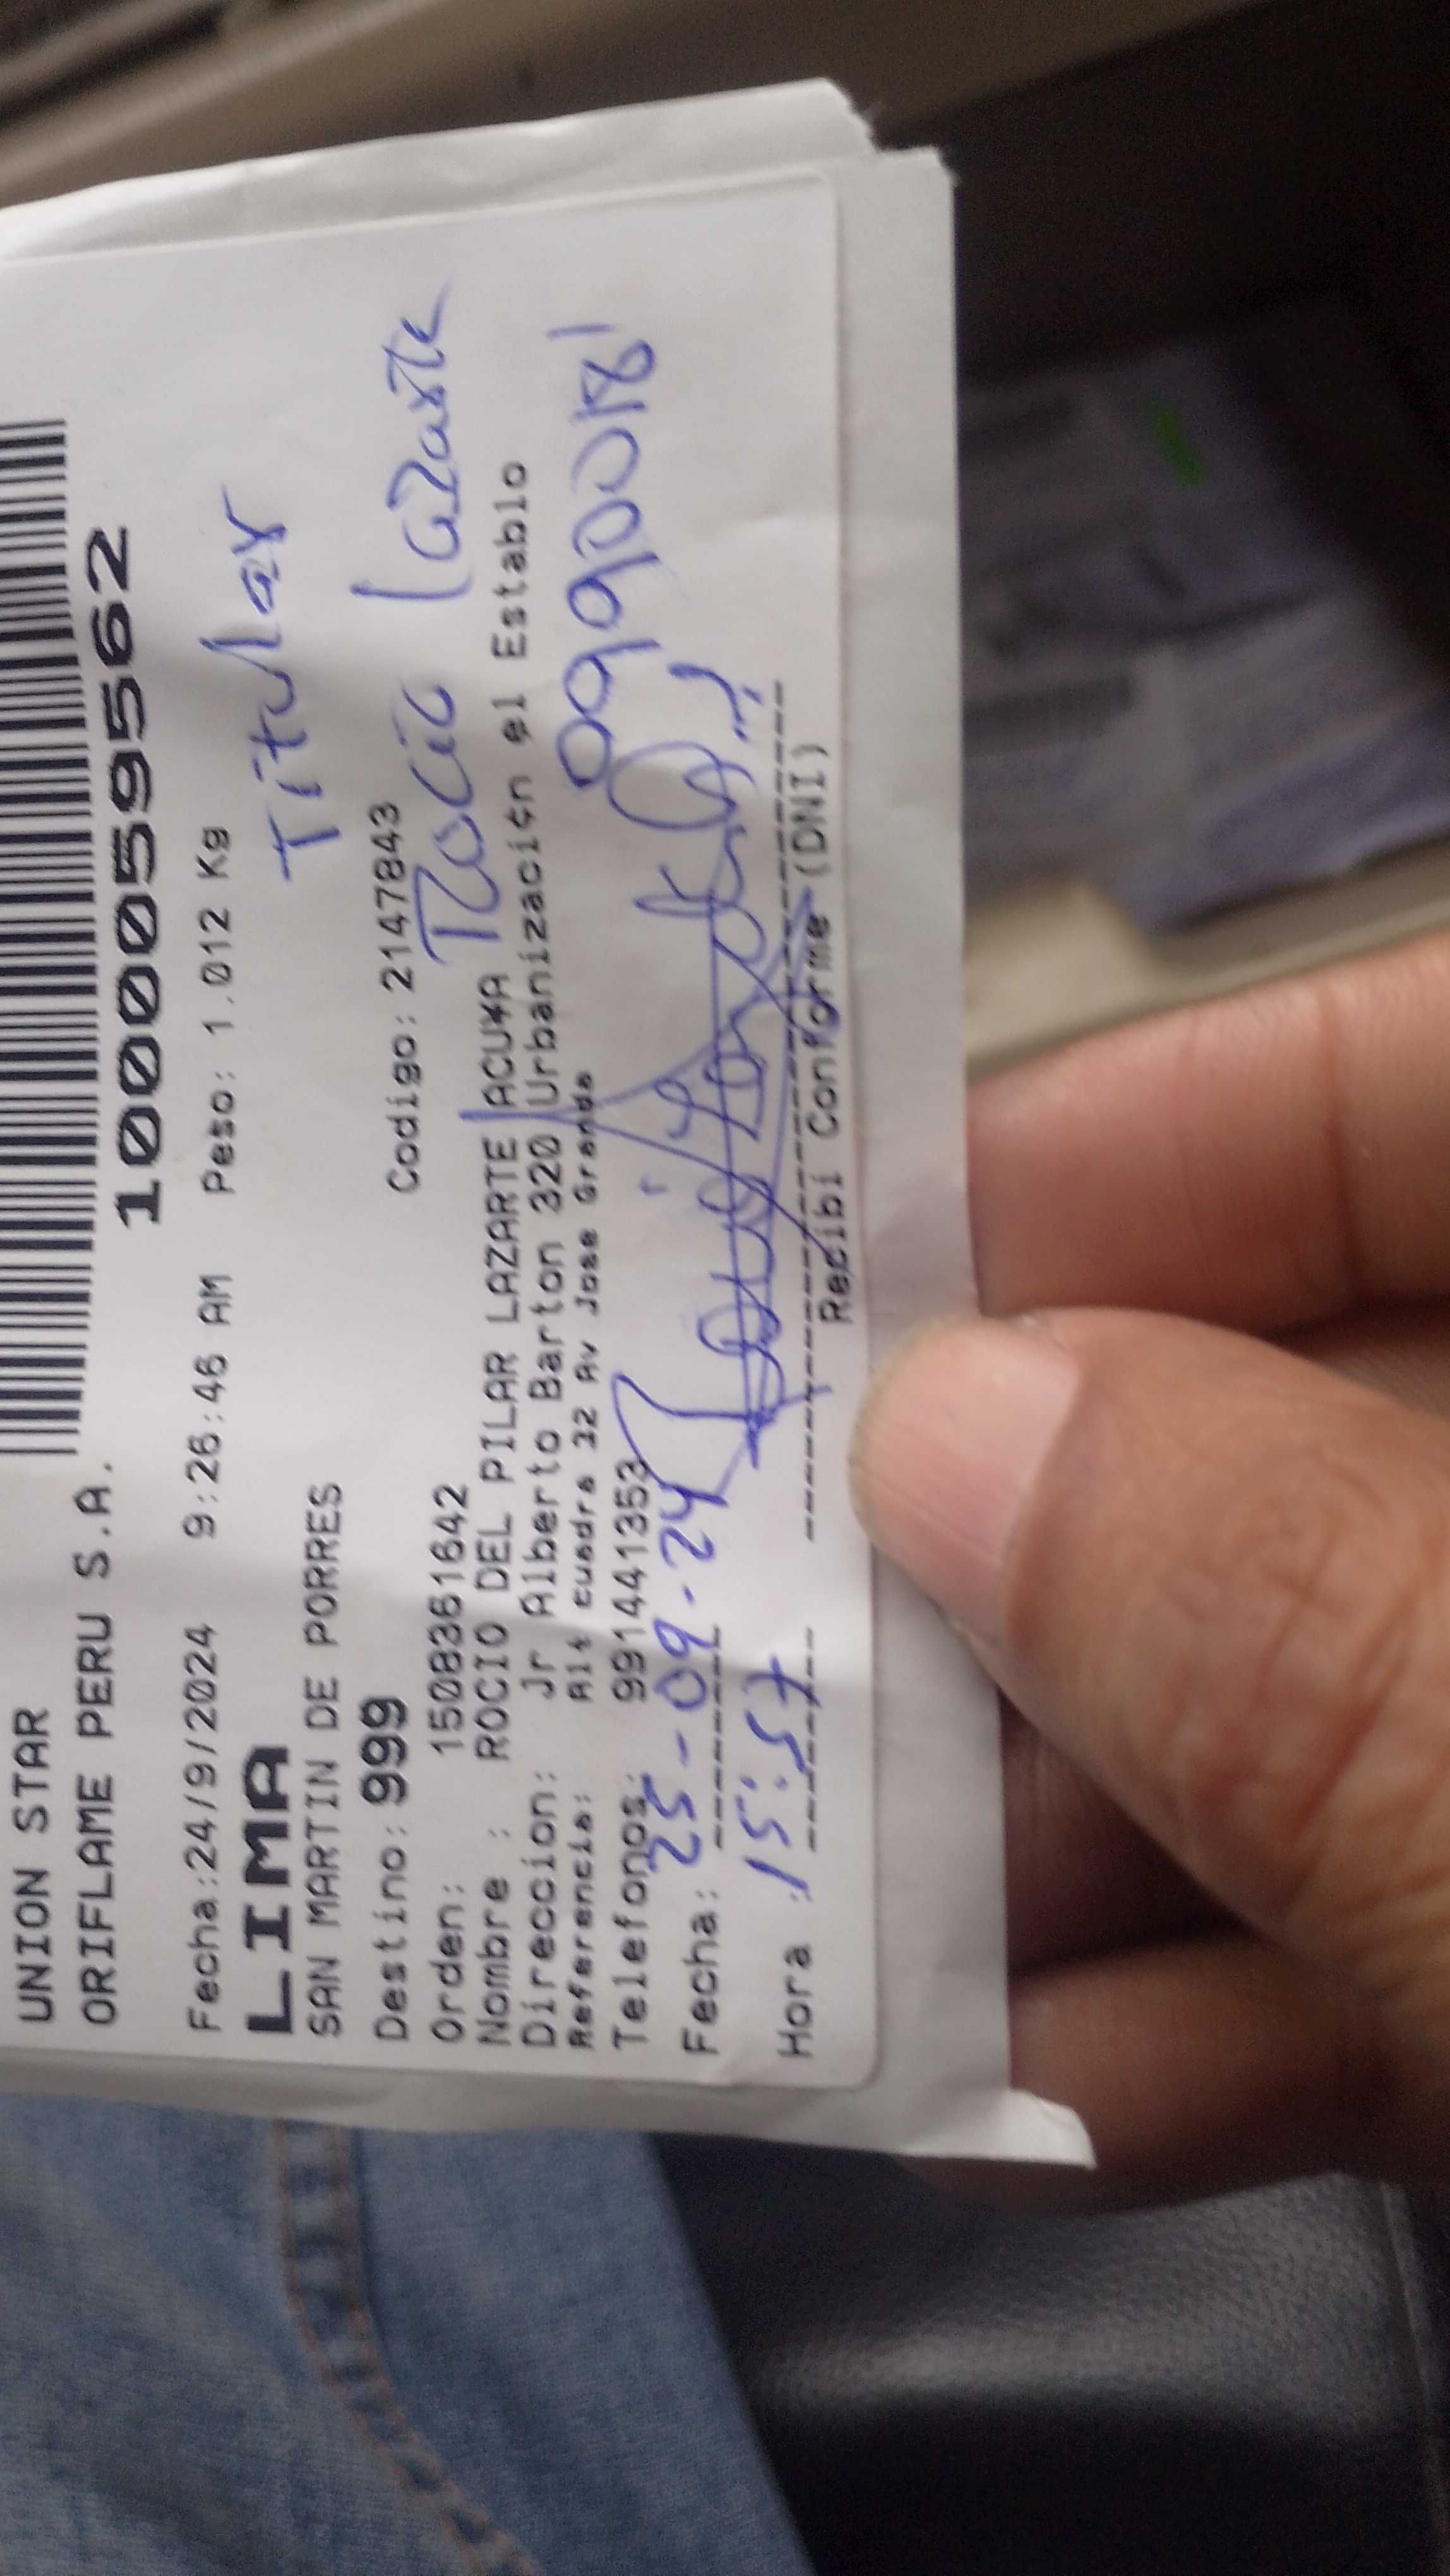 UNION STAR
ORIFLAME PERU S.A.
1000059562
Fecha:24/9/2024 9:26:46 AM Peso: 1.012 Kg
LIMA
Titular
SAN MARTIN DE PORRES
Destino: 999 Codigo: 2147843
Rocio Lazarte
Orden: 1508361642
Nombre : ROCIO DEL PILAR LAZARTE ACU¥A
Direccion: Jr Alberto Barton 320 Urbanizaci¢n el Establo
Referencia: Alt cuadra 32 Av Jose Granda
Telefonos: 991441353
Fecha: 25-09-24
Hora : 15:57
Recibi Conforme (DNI)